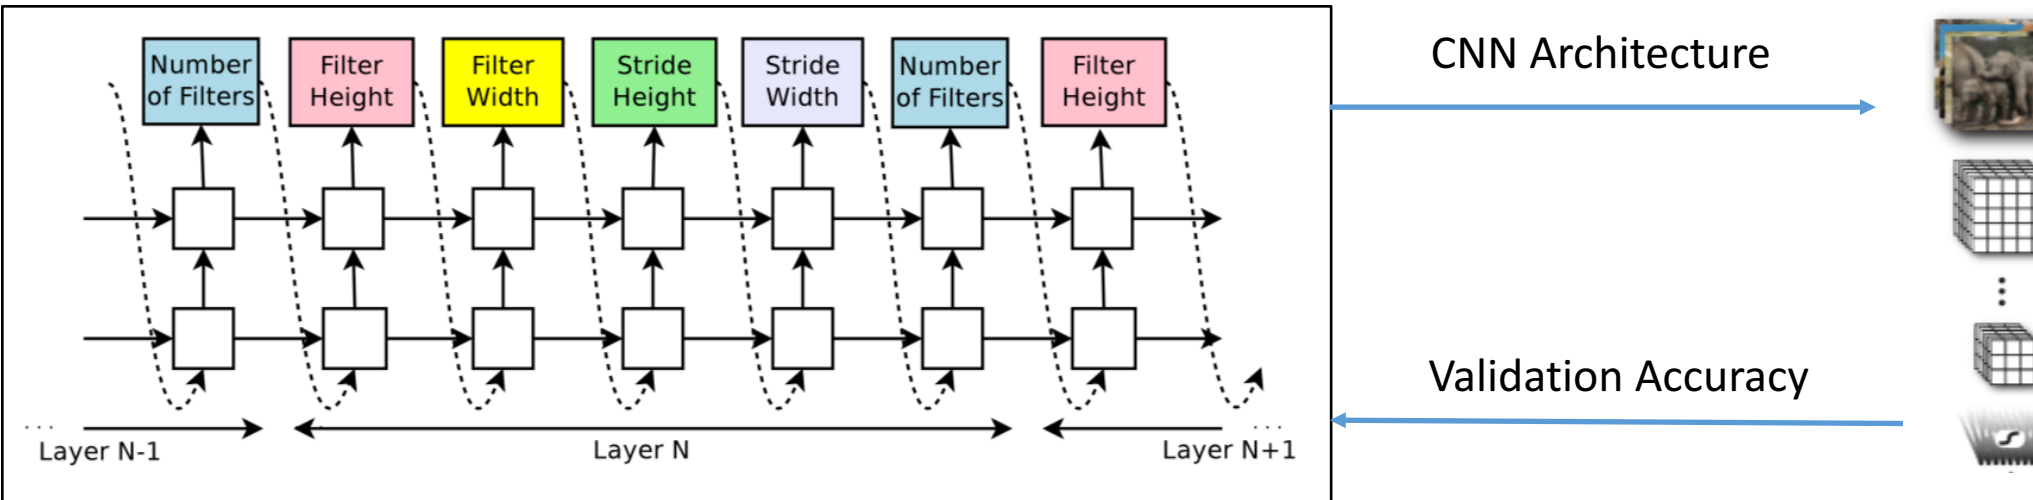 Number
of Filters
Filter
Height
Filter
Width
Stride
Height
Stride
Width
Number
of Filters
Filter
Height
CNN Architecture
Validation Accuracy
...
Layer N-1
Layer N
...
Layer N+1